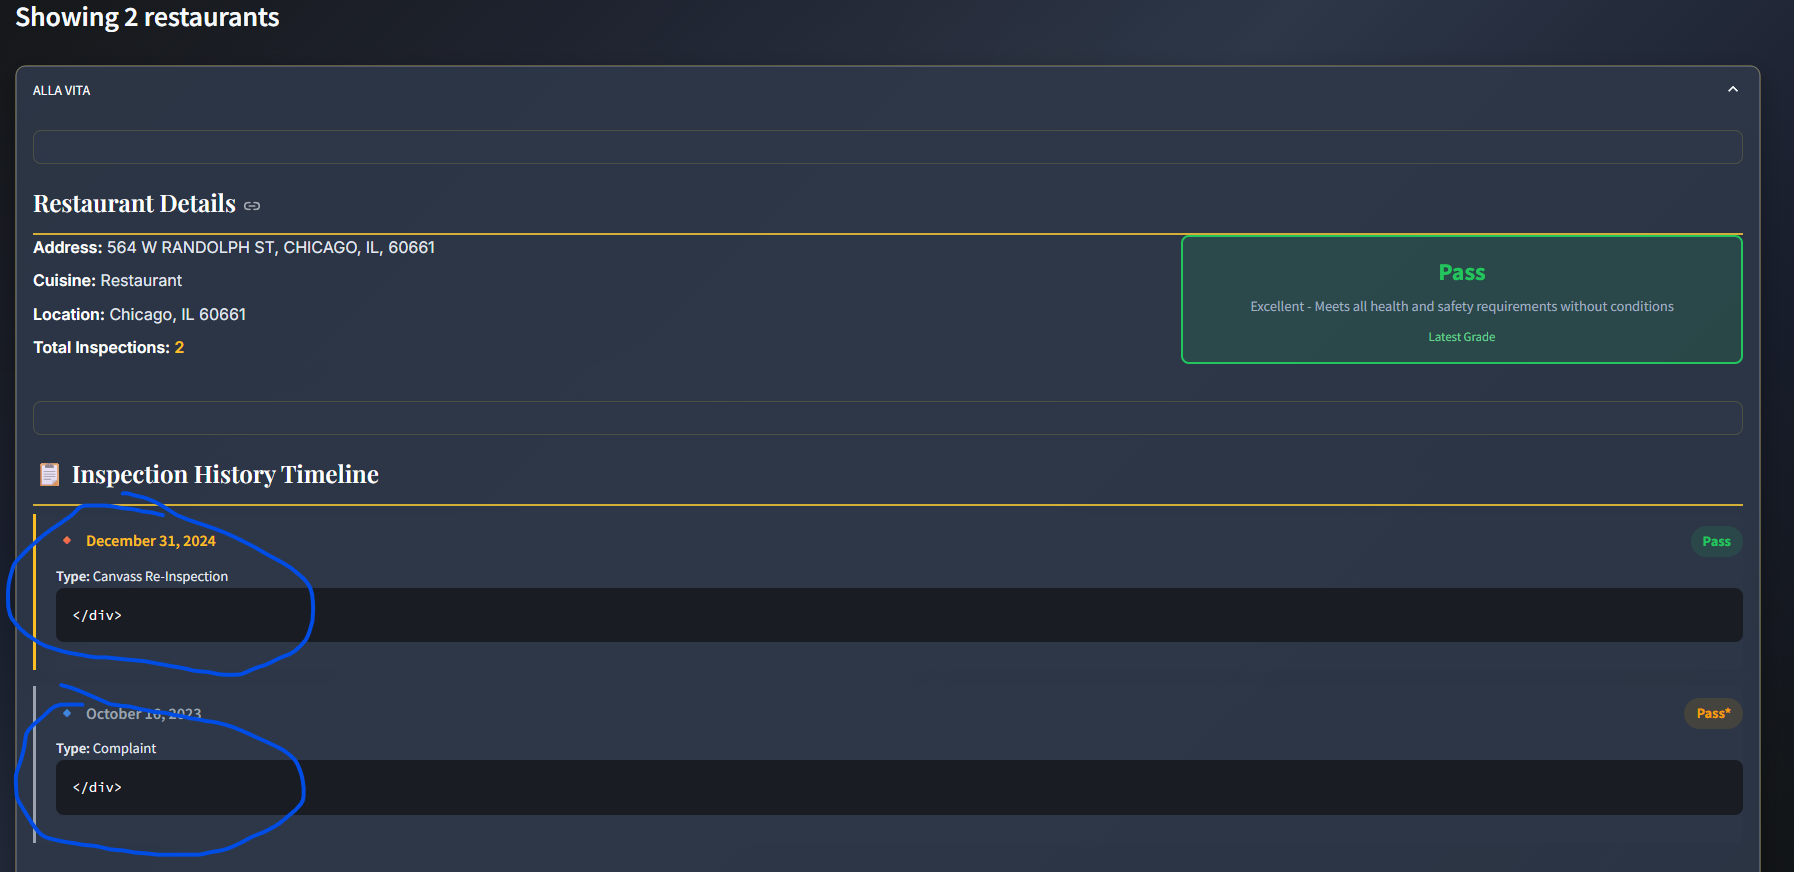 Showing 2 restaurants
ALLA VITA
Restaurant Details
Address: 564 W RANDOLPH ST, CHICAGO, IL, 60661
Cuisine: Restaurant
Location: Chicago, IL 60661
Total Inspections: 2
Pass
Excellent - Meets all health and safety requirements without conditions
Latest Grade
Inspection History Timeline
December 31, 2024
Pass
Type: Canvass Re-Inspection
</div>
October 16, 2023
Pass*
Type: Complaint
</div>